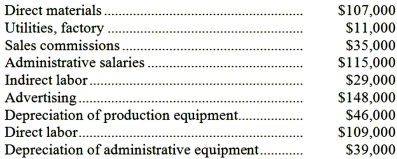 Direct materials ........................................................ $107,000
Utilities, factory ........................................................ $11,000
Sales commissions ................................................... $35,000
Administrative salaries ............................................. $115,000
Indirect labor............................................................. $29,000
Advertising................................................................ $148,000
Depreciation of production equipment................. $46,000
Direct labor................................................................ $109,000
Depreciation of administrative equipment............ $39,000